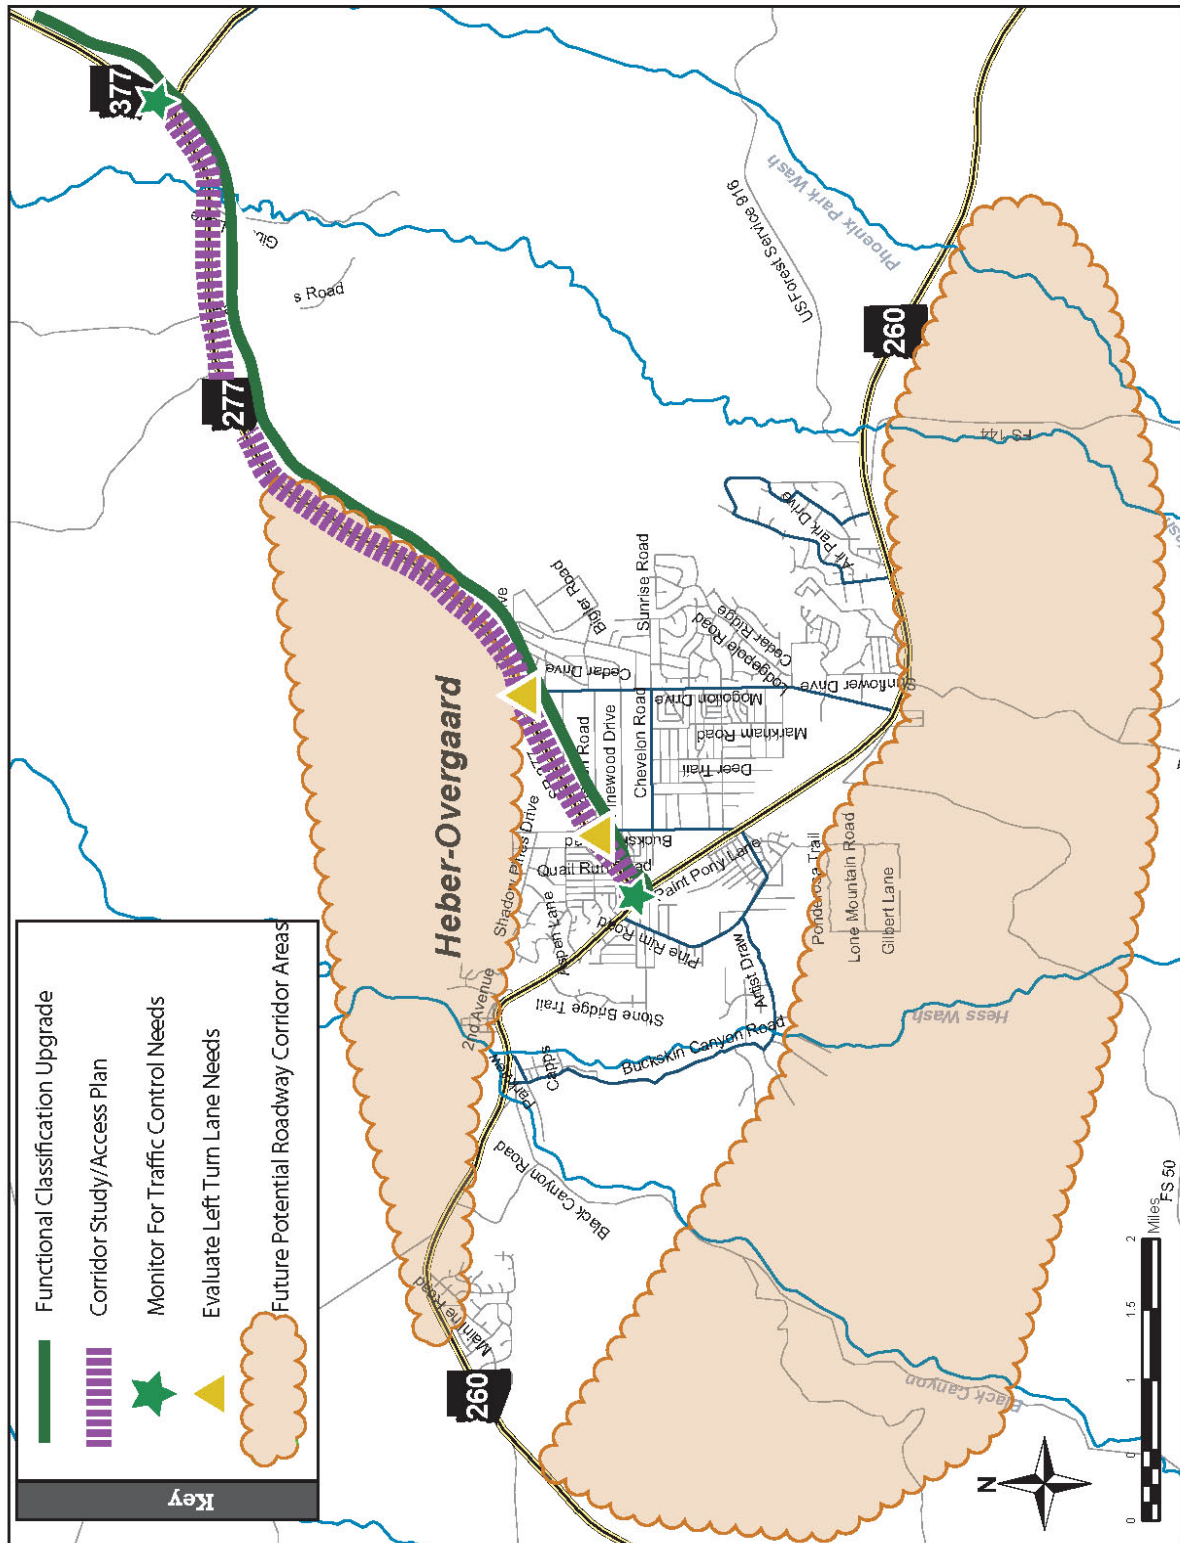 Key
Functional Classification Upgrade
Corridor Study/Access Plan
Monitor For Traffic Control Needs
Evaluate Left Turn Lane Needs
Future Potential Roadway Corridor Areas
Heber-Overgaard
377
277
260
260
s Road
US Forest Service 916
Phoenix Park Wash
FS 144
Air Park Drive
Bigler Road
Sunrise Road
Cedar Ridge
Lodgepole Road
Cedar Drive
Mogollon Drive
Sunflower Drive
Chevelon Road
Markham Road
Deer Trail
Shadow Pines Drive
Quail Run
Paint Pony Lane
Aspen Lane
Pine Rim Road
Ponderosa Trail
Lone Mountain Road
Gilbert Lane
Artist Draw
Stone Bridge Trail
2nd Avenue
Buckskin Canyon Road
Hess Wash
Capps
Parkview
Black Canyon Road
Mainline Road
Black Canyon
FS 50
N
0
1
1.5
2
Miles